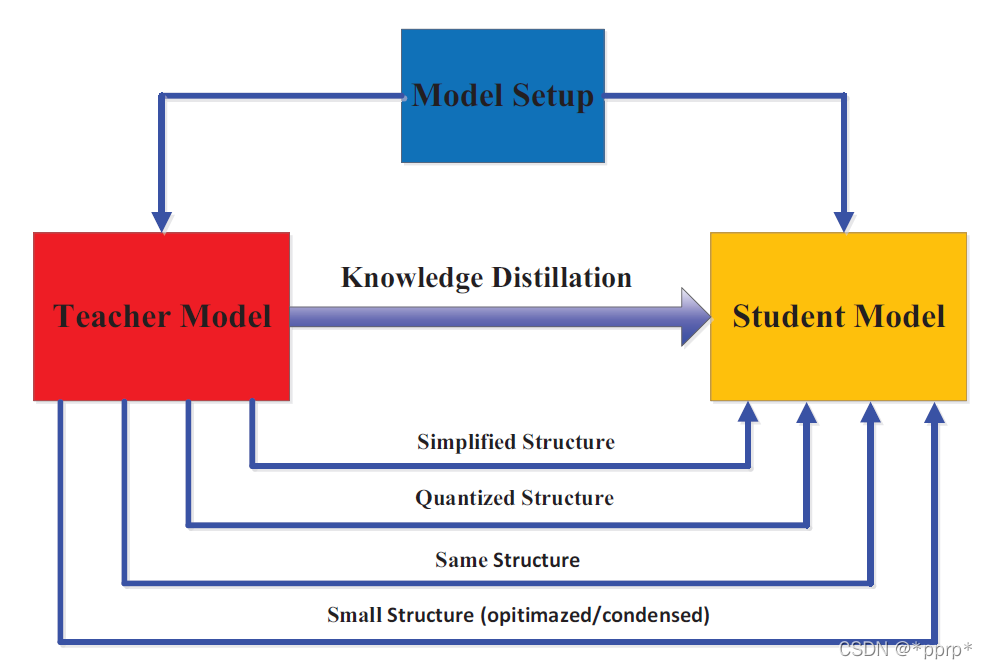 Model Setup
Knowledge Distillation
Teacher Model
Student Model
Simplified Structure
Quantized Structure
Same Structure
Small Structure (opitimazed/condensed)
CSDN @*pprp*